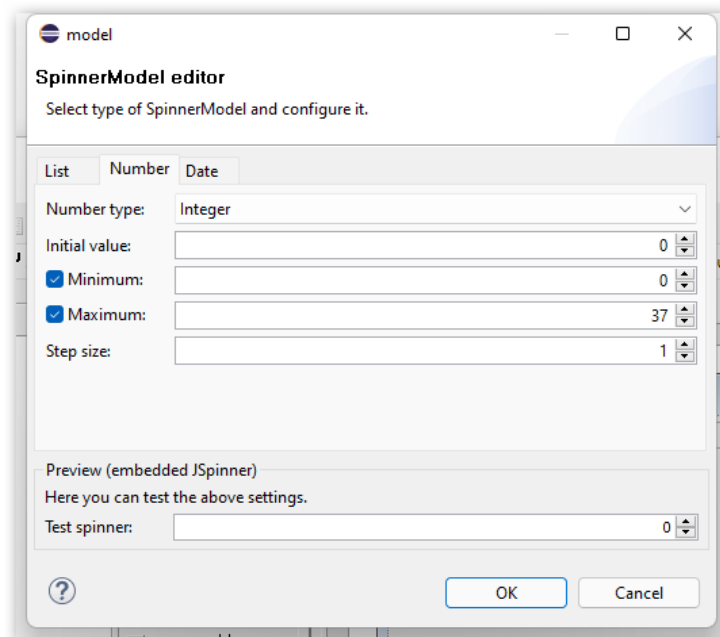 model
SpinnerModel editor
Select type of SpinnerModel and configure it.
List Number Date
Number type: Integer
Initial value: 0
Minimum: 0
Maximum: 37
Step size: 1
Preview (embedded JSpinner)
Here you can test the above settings.
Test spinner: 0
? OK Cancel